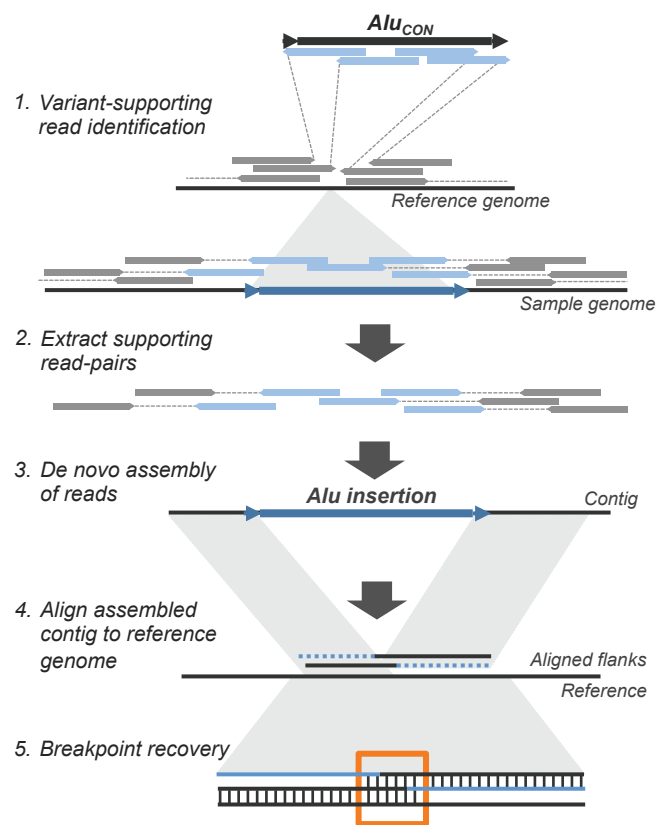 Alu_CON
1. Variant-supporting
read identification
Reference genome
Sample genome
2. Extract supporting
read-pairs
3. De novo assembly
of reads
Alu insertion
Contig
4. Align assembled
contig to reference
genome
Aligned flanks
Reference
5. Breakpoint recovery